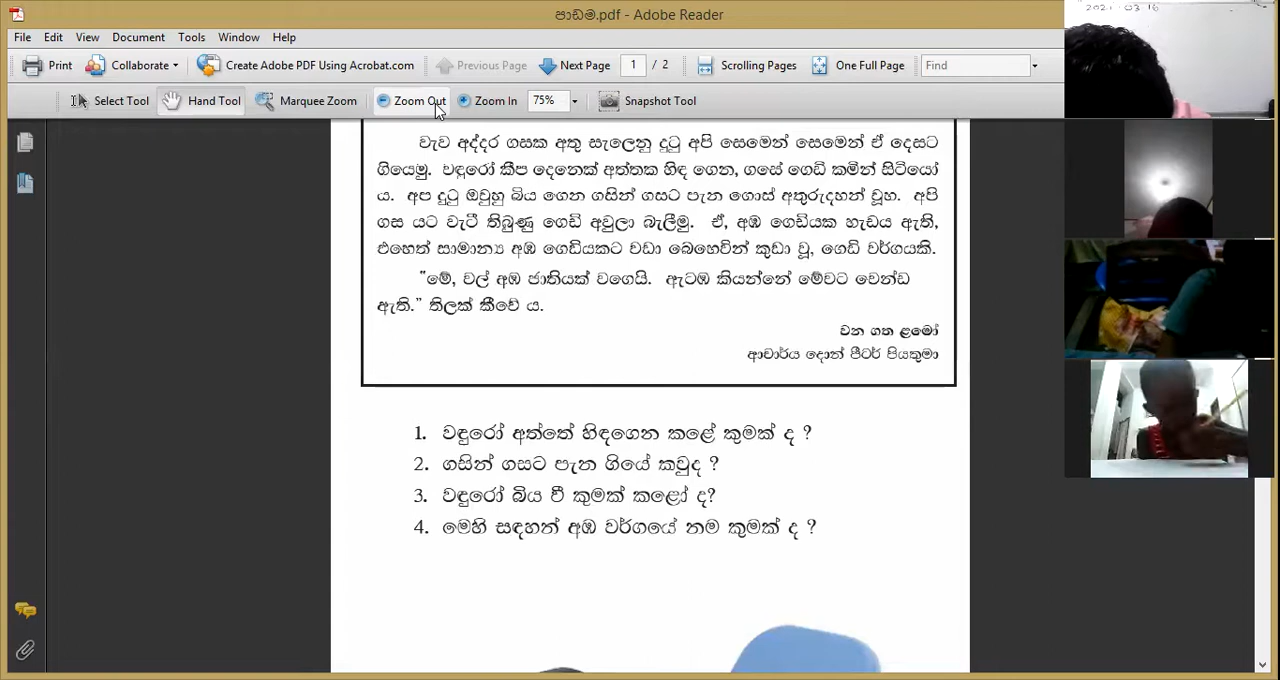 පාඩම.pdf - Adobe Reader
File Edit View Document Tools Window Help
Print Collaborate Create Adobe PDF Using Acrobat.com Previous Page Next Page 1 / 2 Scrolling Pages One Full Page Find
Select Tool Hand Tool Marquee Zoom Zoom Out Zoom In 75% Snapshot Tool
2021 - 03 - 16
වැව අද්දර ගසක අතු සැලෙනු දුටු අපි සෙමෙන් සෙමෙන් ඒ දෙසට
ගියෙමු. වඳුරෝ කීප දෙනෙක් අත්තක හිඳ ගෙන, ගසේ ගෙඩි කමින් සිටියෝ
ය. අප දුටු ඔවුහු බිය ගෙන ගසින් ගසට පැන ගොස් අතුරුදහන් වූහ. අපි
ගස යට වැටී තිබුණු ගෙඩි අවුලා බැලීමු. ඒ, අඹ ගෙඩියක හැඩය ඇති,
එහෙත් සාමාන්‍ය අඹ ගෙඩියකට වඩා බෙහෙවින් කුඩා වූ, ගෙඩි වර්ගයකි.
“මේ, වල් අඹ ජාතියක් වගෙයි. ඇටඹ කියන්නේ මේවට වෙන්ඩ
ඇති.” තිලක් කීවේ ය.
වන ගත ළමෝ
ආචාර්ය දොන් පීටර් පියතුමා
1. වඳුරෝ අත්තේ හිඳගෙන කළේ කුමක් ද ?
2. ගසින් ගසට පැන ගියේ කවුද ?
3. වඳුරෝ බිය වී කුමක් කළෝ ද?
4. මෙහි සඳහන් අඹ වර්ගයේ නම කුමක් ද ?